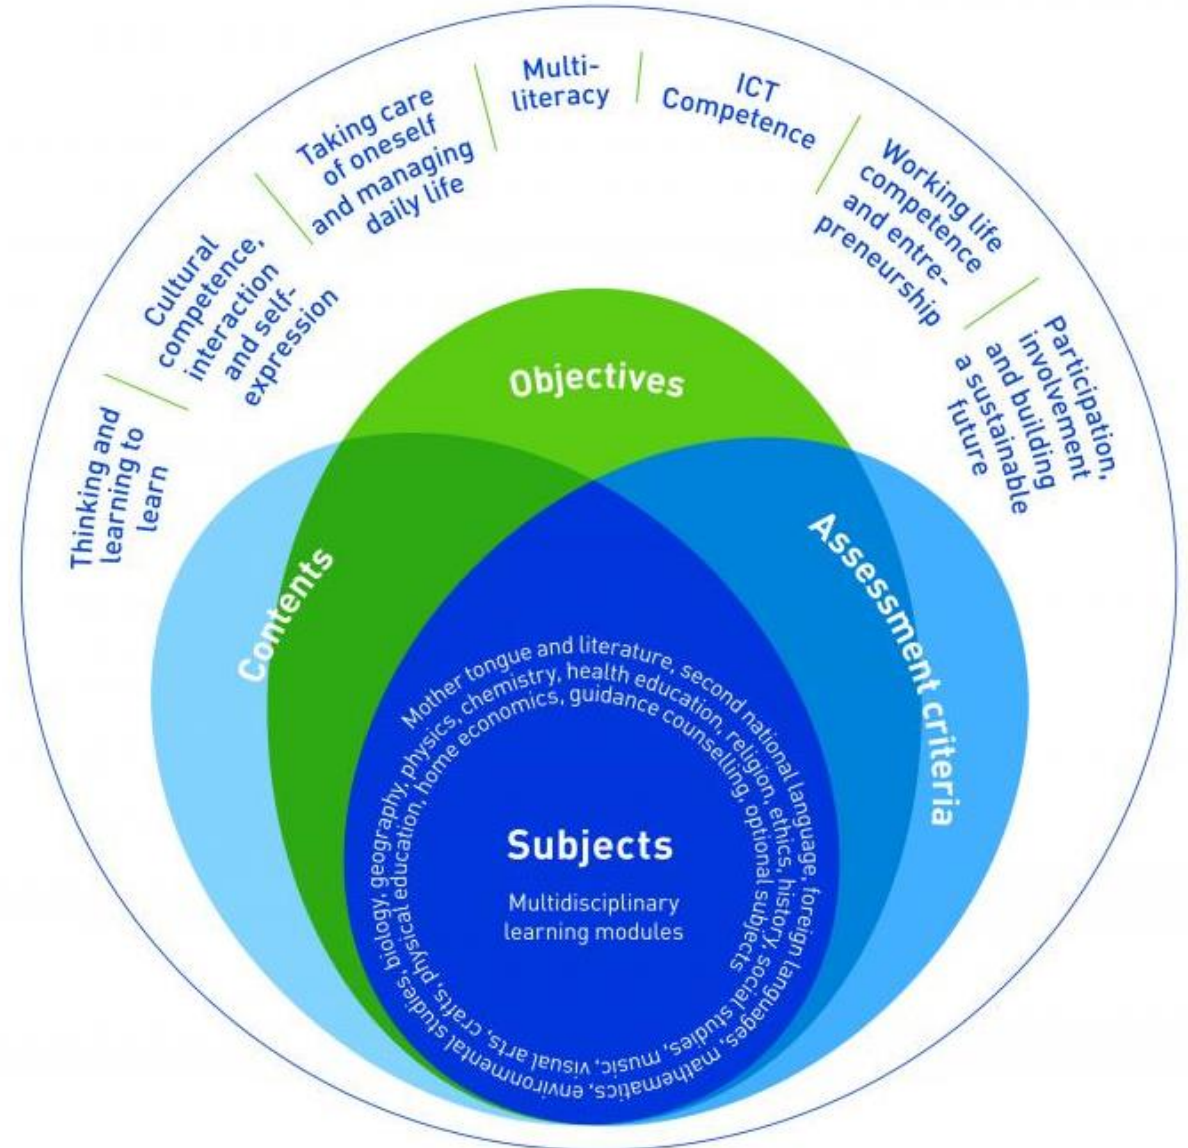 Thinking and
learning to
learn
Cultural
competence,
interaction
and self-
expression
Taking care
of oneself
and managing
daily life
Multi-
literacy
ICT
Competence
Working life
competence
and entre-
preneurship
Participation,
involvement
and building
a sustainable
future
Objectives
Contents
Assessment criteria
Mother tongue and literature, second national language, foreign languages, mathematics, environmental studies, biology, geography, physics, chemistry, health education, religion, ethics, history, social studies, music, visual arts, crafts, physical education, home economics, guidance counselling, optional subjects
Subjects
Multidisciplinary
learning modules